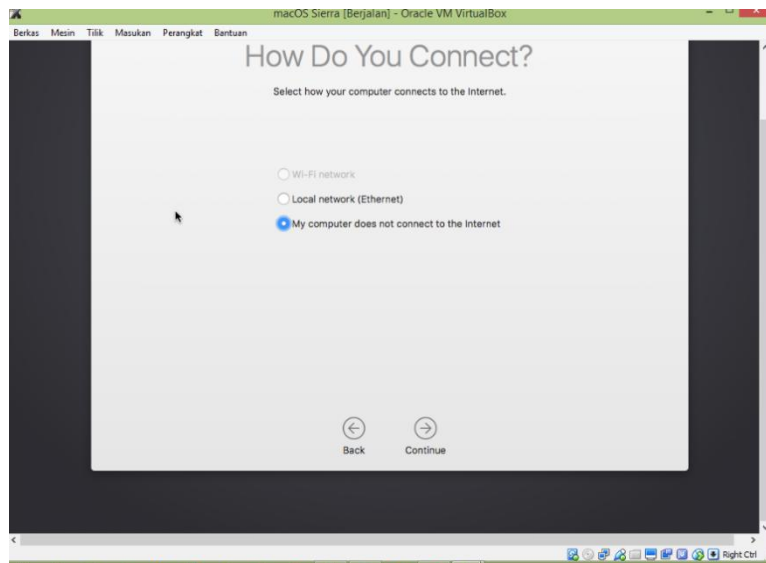 macOS Sierra [Berjalan] - Oracle VM VirtualBox
Berkas Mesin Tilik Masukan Perangkat Bantuan
How Do You Connect?
Select how your computer connects to the Internet.
Wi-Fi network
Local network (Ethernet)
My computer does not connect to the Internet
Back Continue
Right Ctrl